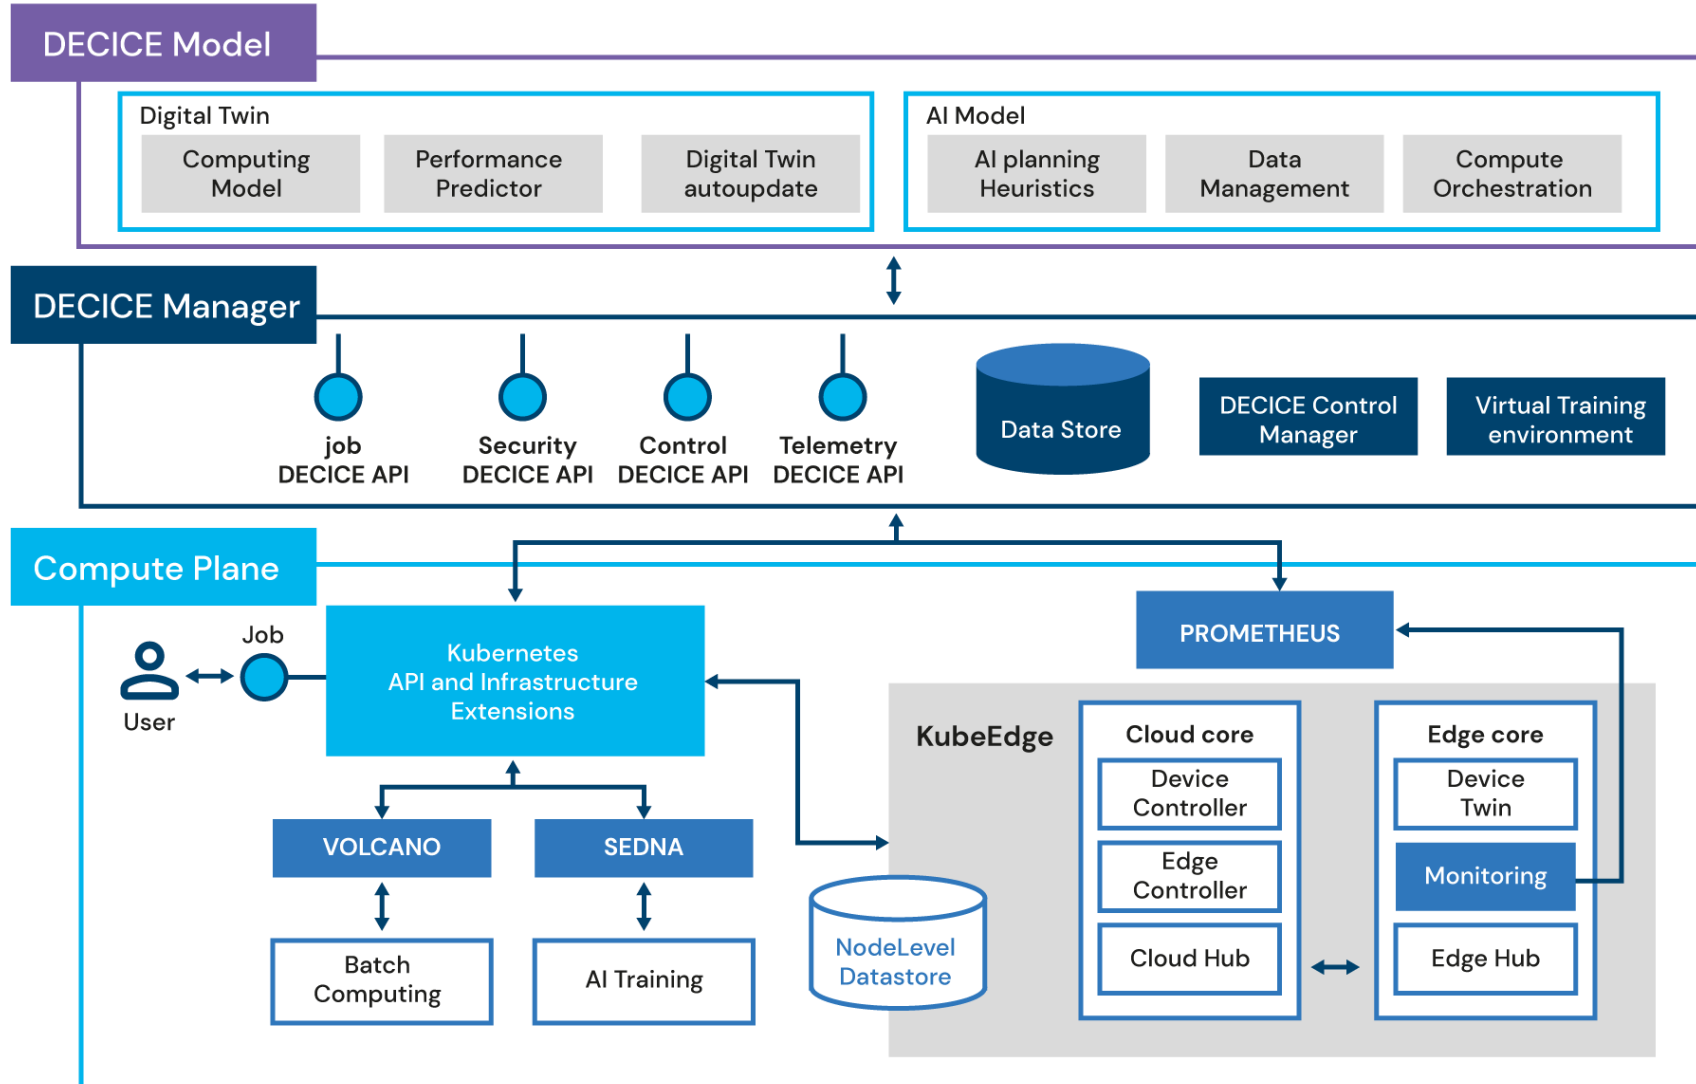 DECICE Model
Digital Twin
Computing
Model
Performance
Predictor
Digital Twin
autoupdate
AI Model
AI planning
Heuristics
Data
Management
Compute
Orchestration
DECICE Manager
job
DECICE API
Security
DECICE API
Control
DECICE API
Telemetry
DECICE API
Data Store
DECICE Control
Manager
Virtual Training
environment
Compute Plane
User
Job
Kubernetes
API and Infrastructure
Extensions
VOLCANO
SEDNA
Batch
Computing
AI Training
PROMETHEUS
KubeEdge
NodeLevel
Datastore
Cloud core
Device
Controller
Edge
Controller
Cloud Hub
Edge core
Device
Twin
Monitoring
Edge Hub